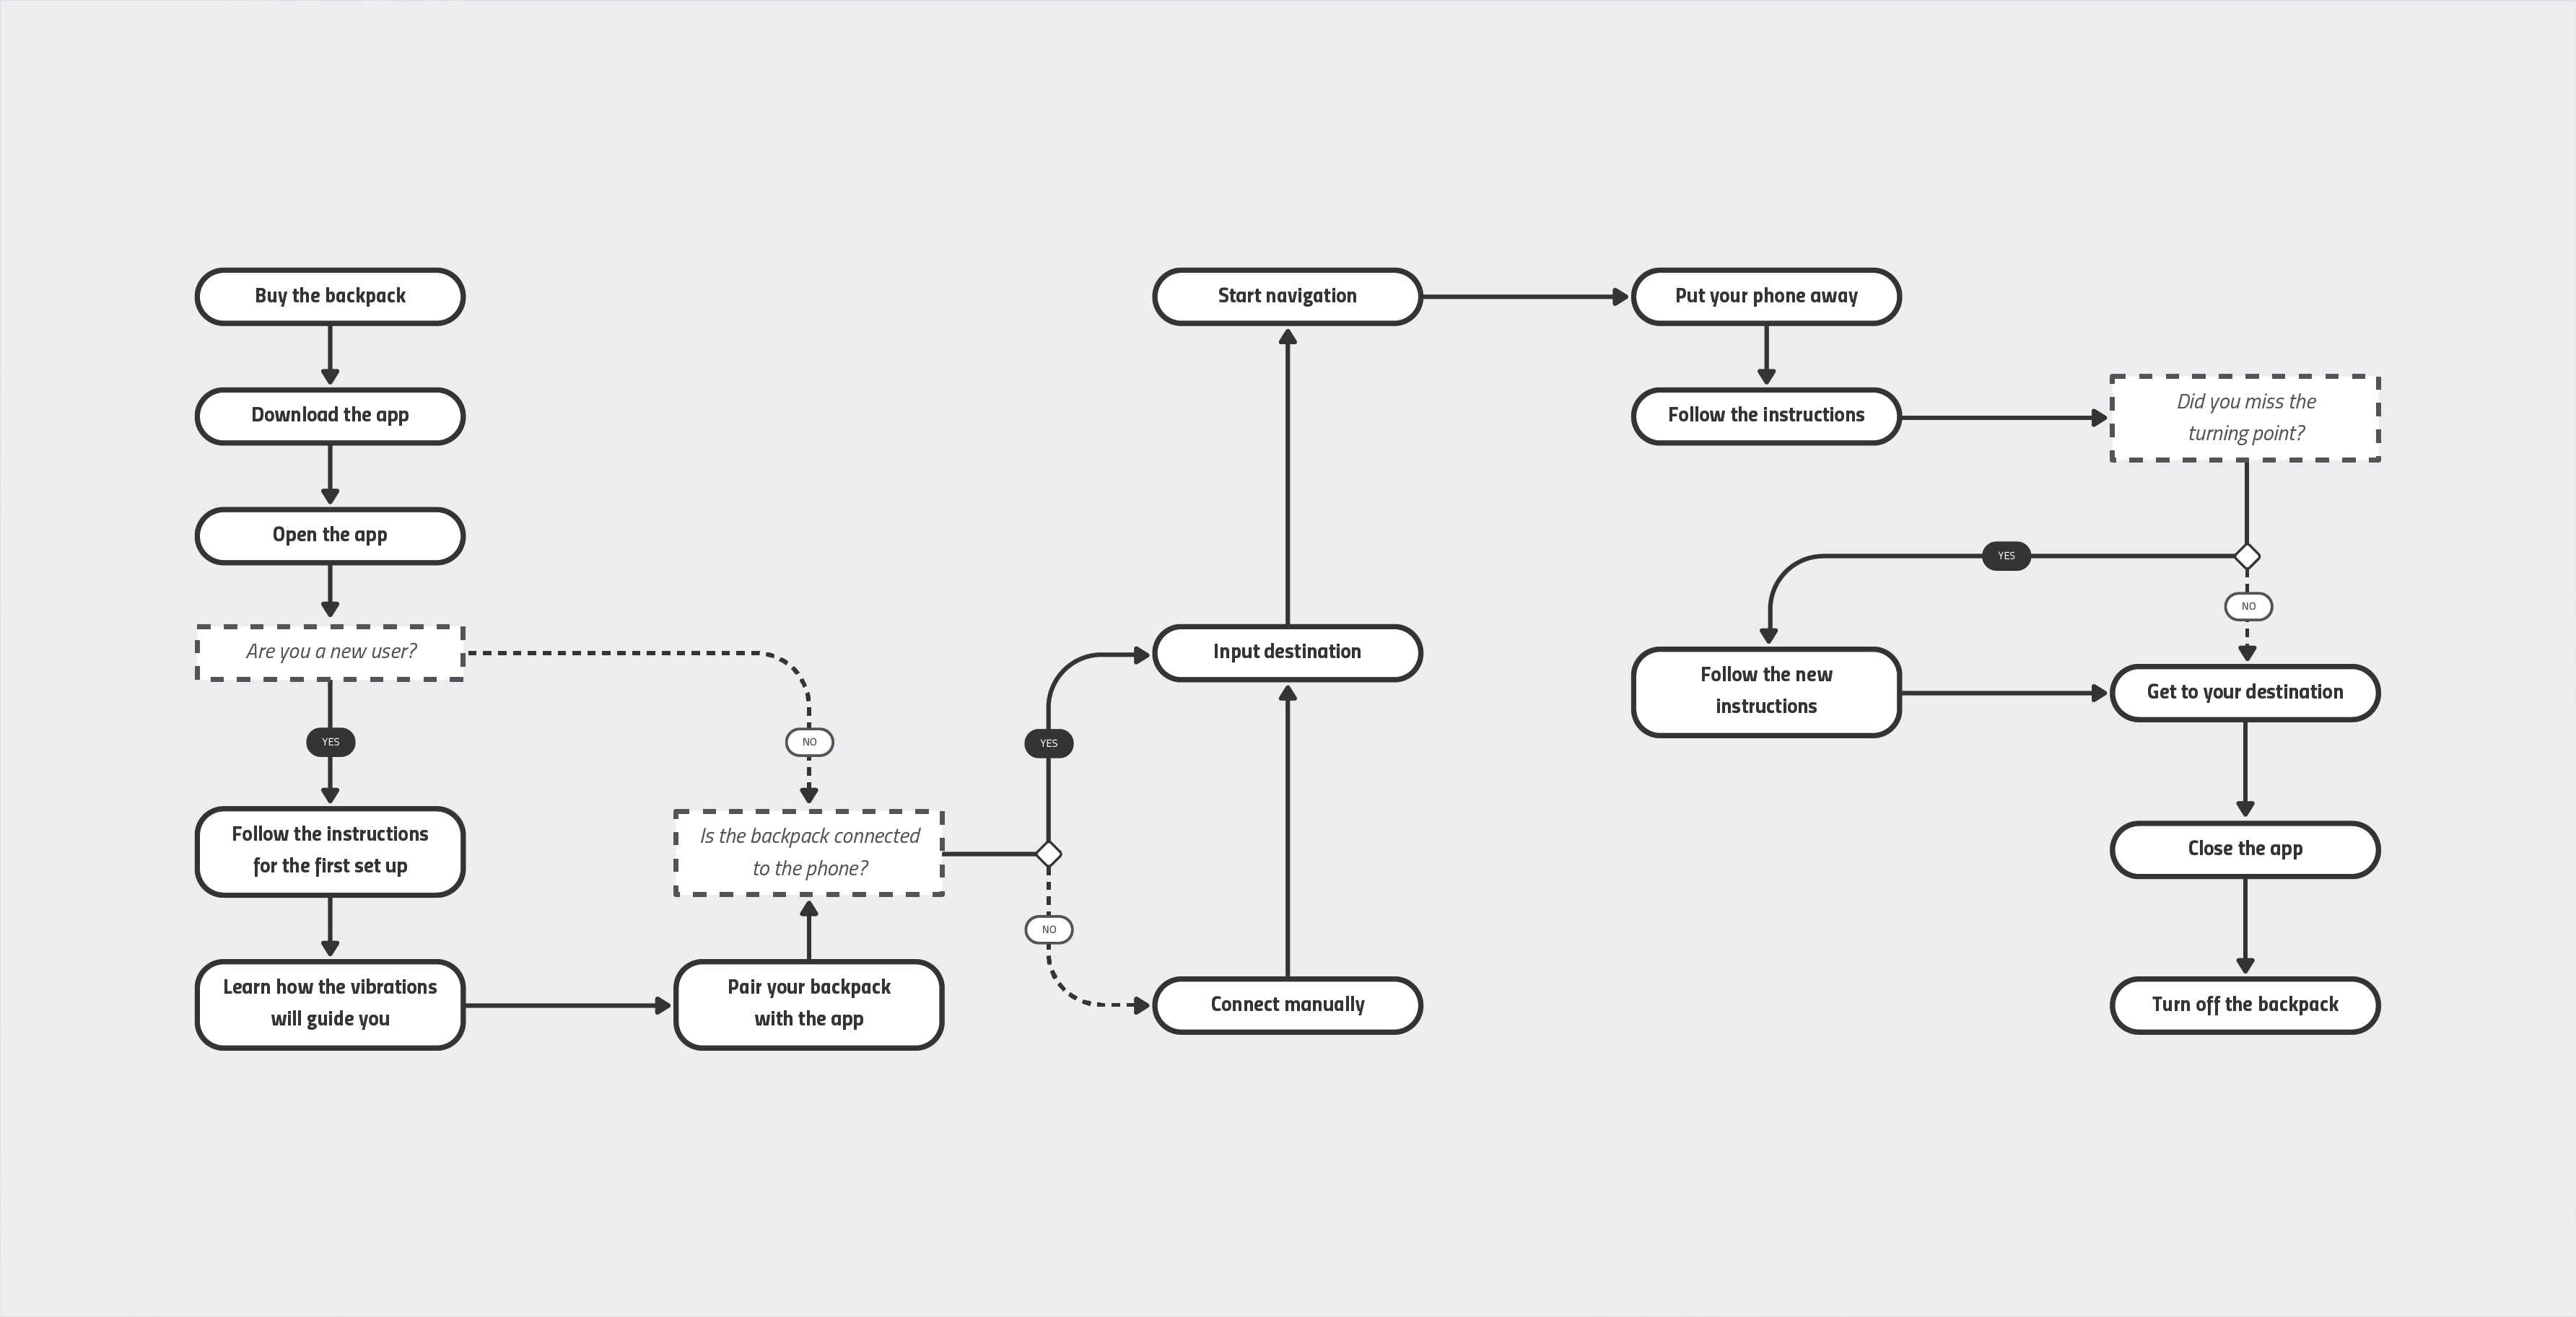 Buy the backpack
Download the app
Open the app
Are you a new user?
YES
NO
Follow the instructions
for the first set up
Learn how the vibrations
will guide you
Pair your backpack
with the app
Is the backpack connected
to the phone?
YES
NO
Connect manually
Input destination
Start navigation
Put your phone away
Follow the instructions
Did you miss the
turning point?
YES
NO
Follow the new
instructions
Get to your destination
Close the app
Turn off the backpack